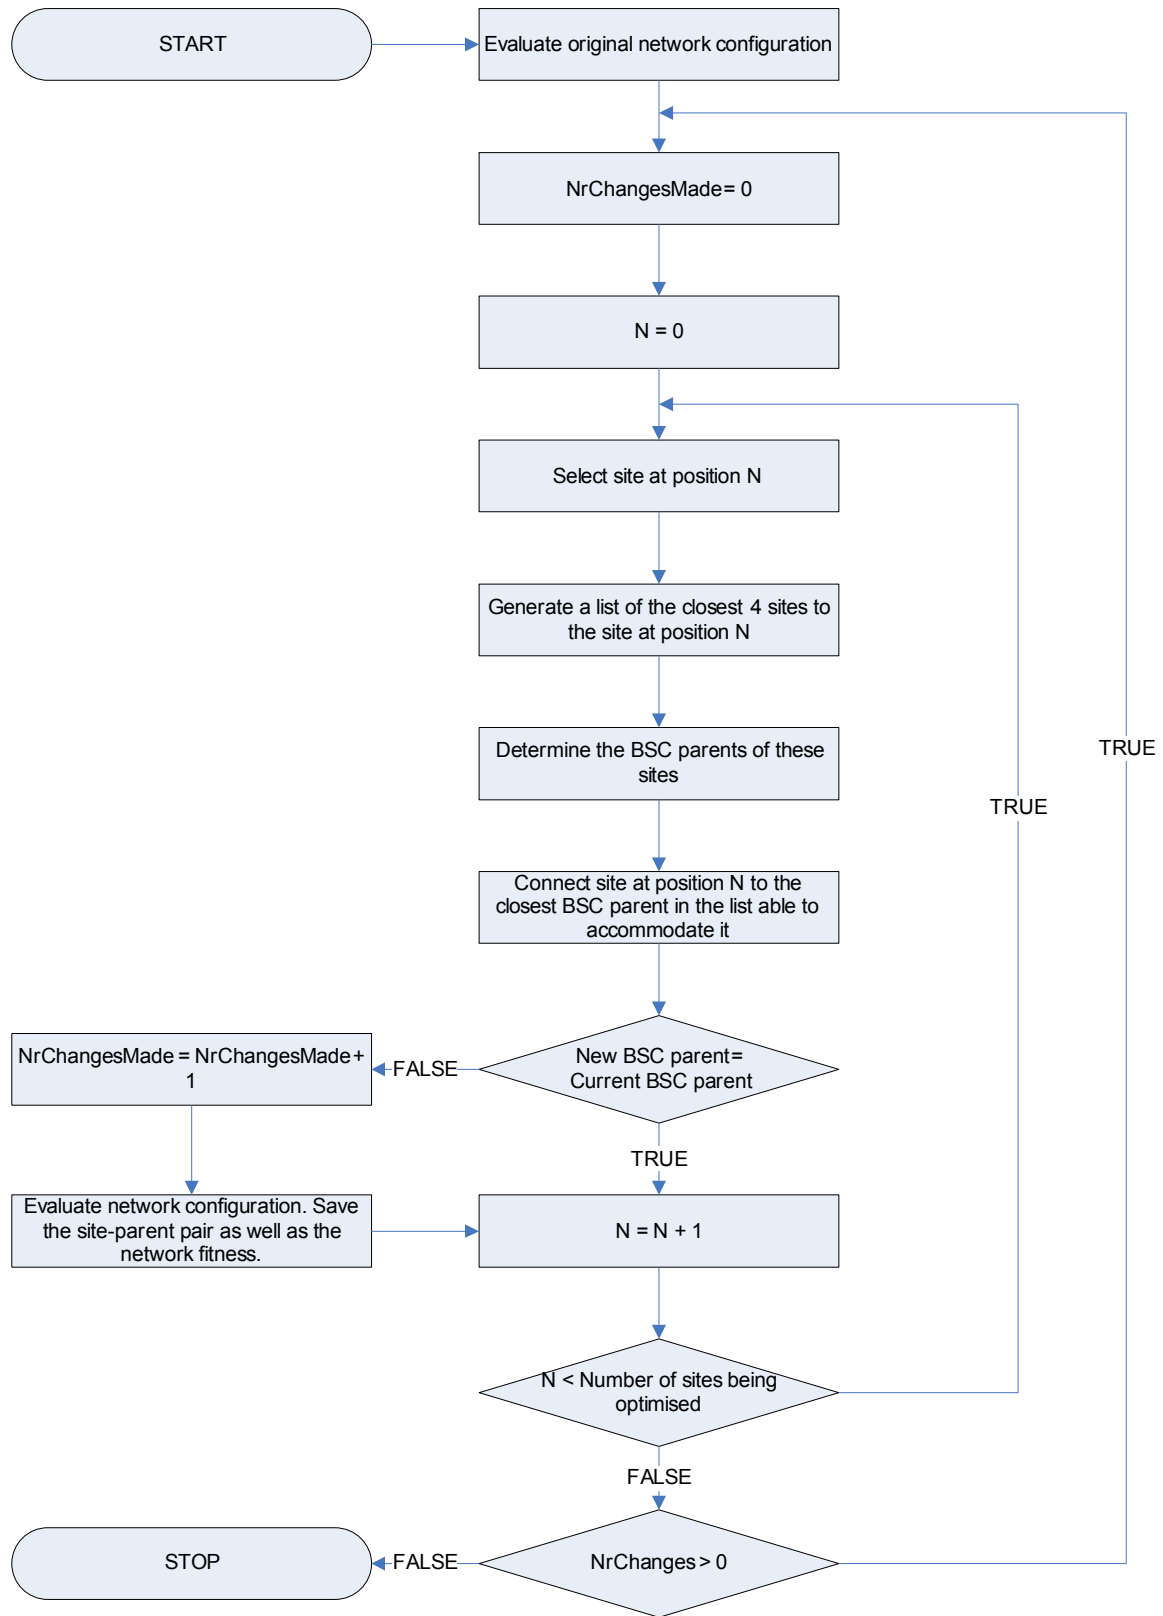 START
Evaluate original network configuration
NrChangesMade= 0
N = 0
Select site at position N
Generate a list of the closest 4 sites to
the site at position N
Determine the BSC parents of these
sites
TRUE
TRUE
Connect site at position N to the
closest BSC parent in the list able to
accommodate it
New BSC parent=
Current BSC parent
FALSE
NrChangesMade = NrChangesMade +
1
TRUE
Evaluate network configuration. Save
the site-parent pair as well as the
network fitness.
N = N + 1
N < Number of sites being
optimised
FALSE
NrChanges > 0
FALSE
STOP